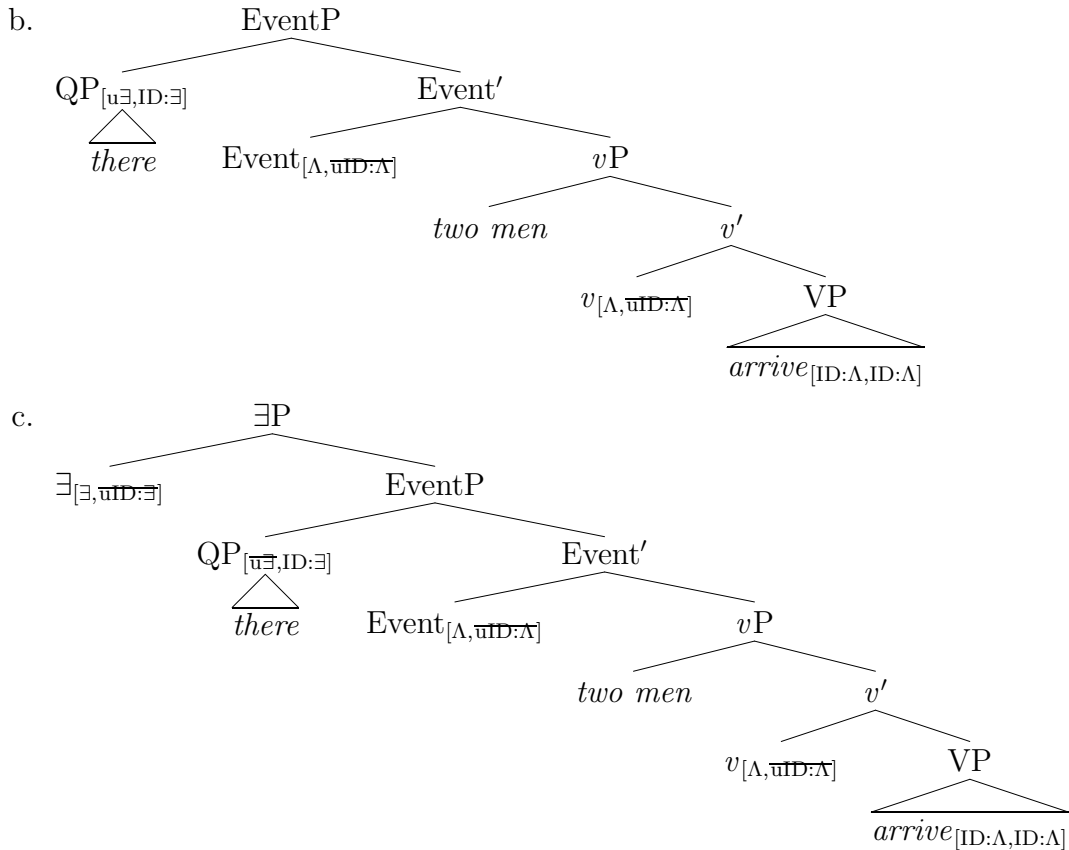 b. EventP
QP[u∃,ID:∃] Event′
there Event[Λ,uID:Λ] vP
two men v′
v[Λ,uID:Λ] VP
arrive[ID:Λ,ID:Λ]
c. ∃P
∃[∃,uID:∃] EventP
QP[u∃,ID:∃] Event′
there Event[Λ,uID:Λ] vP
two men v′
v[Λ,uID:Λ] VP
arrive[ID:Λ,ID:Λ]